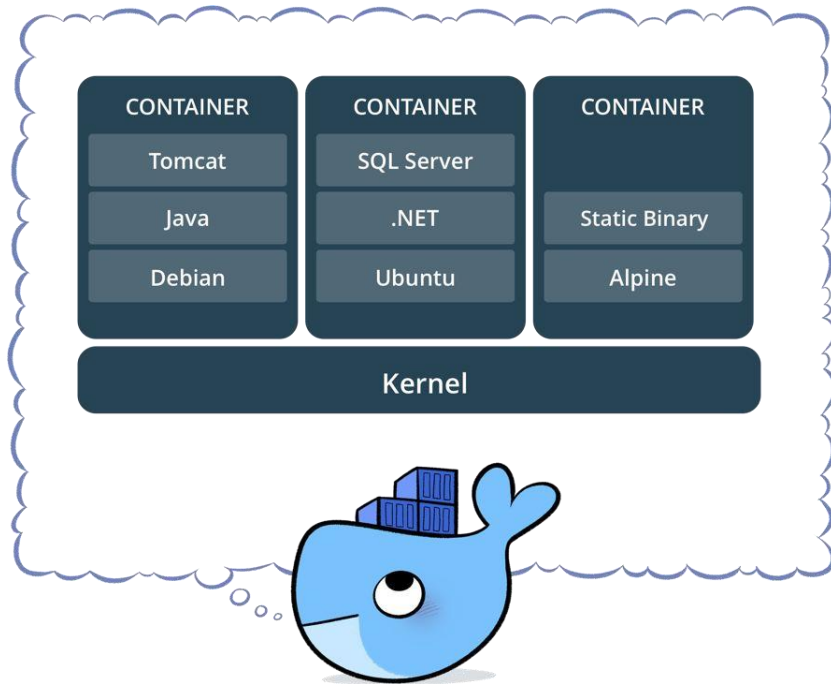 CONTAINER
Tomcat
Java
Debian
CONTAINER
SQL Server
.NET
Ubuntu
CONTAINER
Static Binary
Alpine
Kernel